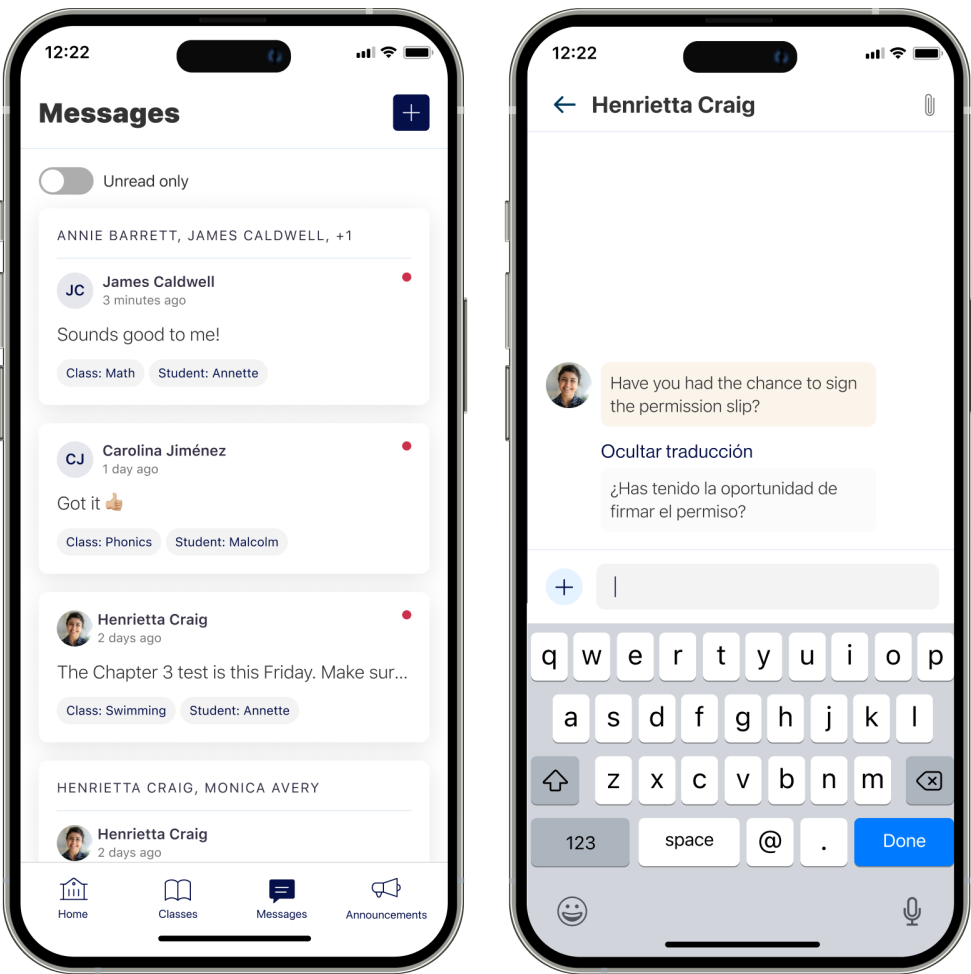 12:22
Messages
Unread only
ANNIE BARRETT, JAMES CALDWELL, +1
JC
James Caldwell
3 minutes ago
Sounds good to me!
Class: Math Student: Annette
CJ
Carolina Jiménez
1 day ago
Got it 👍🏼
Class: Phonics Student: Malcolm
Henrietta Craig
2 days ago
The Chapter 3 test is this Friday. Make sur...
Class: Swimming Student: Annette
HENRIETTA CRAIG, MONICA AVERY
Henrietta Craig
2 days ago
Home Classes Messages Announcements
12:22
Henrietta Craig
Have you had the chance to sign
the permission slip?
Ocultar traducción
¿Has tenido la oportunidad de
firmar el permiso?
q w e r t y u i o p
a s d f g h j k l
z x c v b n m
123 space @ . Done